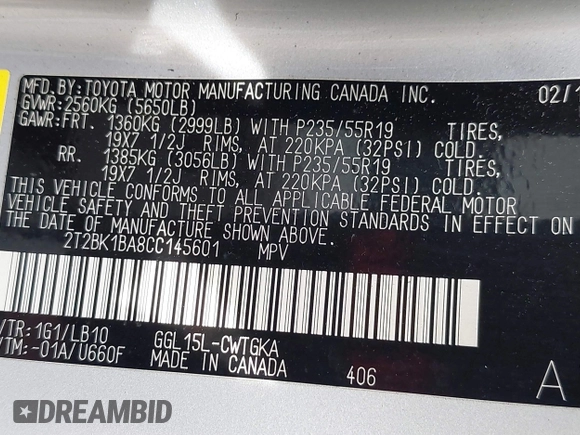 MFD.BY:TOYOTA MOTOR MANUFACTURING CANADA INC. 02/1
GVWR:2560KG (5650LB)
GAWR:FRT. 1360KG (2999LB) WITH P235/55R19 TIRES,
19X7 1/2J RIMS, AT 220KPA (32PSI) COLD.
RR. 1385KG (3056LB) WITH P235/55R19 TIRES,
19X7 1/2J RIMS, AT 220KPA (32PSI) COLD.
THIS VEHICLE CONFORMS TO ALL APPLICABLE FEDERAL MOTOR
VEHICLE SAFETY AND THEFT PREVENTION STANDARDS IN EFFECT ON
THE DATE OF MANUFACTURE SHOWN ABOVE.
2T2BK1BA8CC145601 MPV
/TR:1G1/LB10 GGL15L-CWTGKA
/TM:-01A/U660F MADE IN CANADA 406 A
DREAMBID